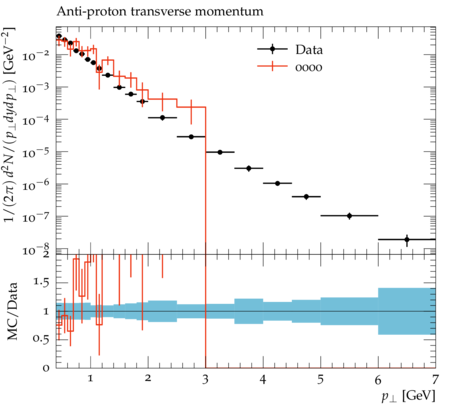 Anti-proton transverse momentum
1/(2π) d²N/(p⊥dydp⊥) [GeV⁻²]
Data
oooo
10⁻²
10⁻³
10⁻⁴
10⁻⁵
10⁻⁶
10⁻⁷
10⁻⁸
MC/Data
2
1.5
1
0.5
0
1 2 3 4 5 6 7
p⊥ [GeV]